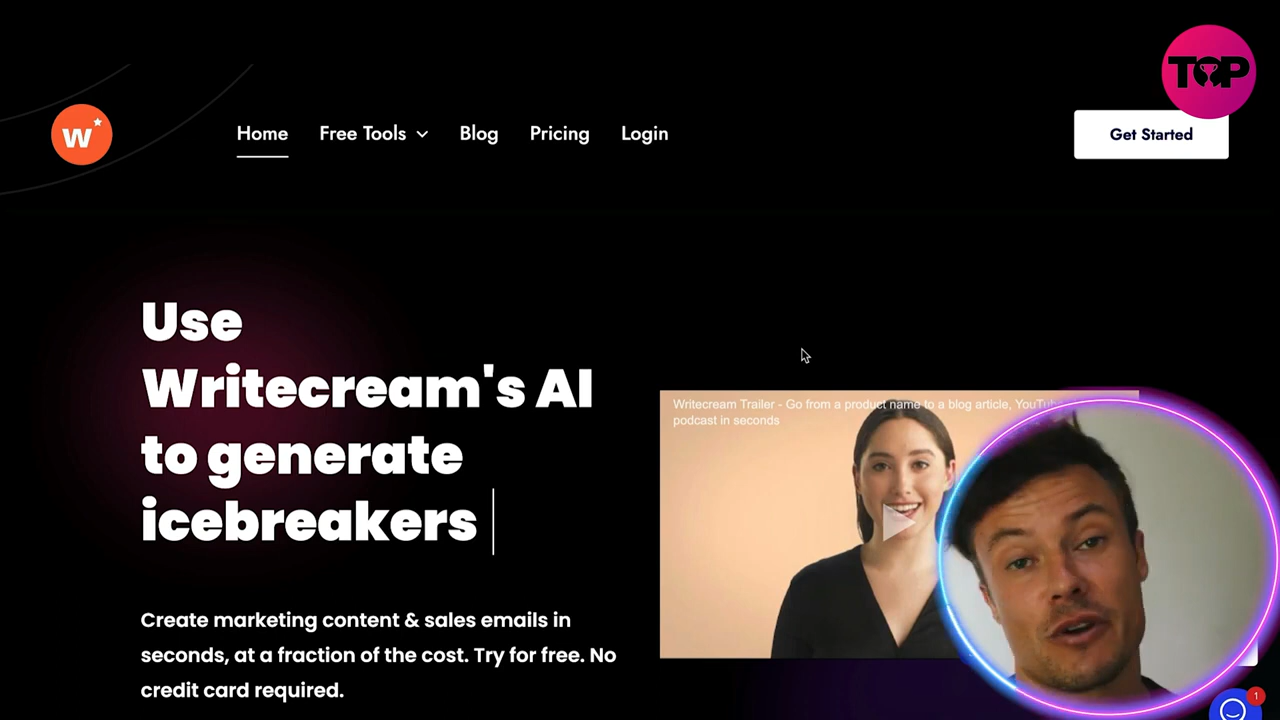 TOP
W
Home
Free Tools
Blog
Pricing
Login
Get Started
Use
Writecream's AI
to generate
icebreakers
Writecream Trailer - Go from a product name to a blog article, YouTu
podcast in seconds
Create marketing content & sales emails in
seconds, at a fraction of the cost. Try for free. No
credit card required.
1